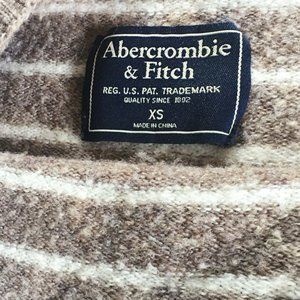 Abercrombie
& Fitch
REG. U.S. PAT. TRADEMARK
QUALITY SINCE 1892
XS
MADE IN CHINA